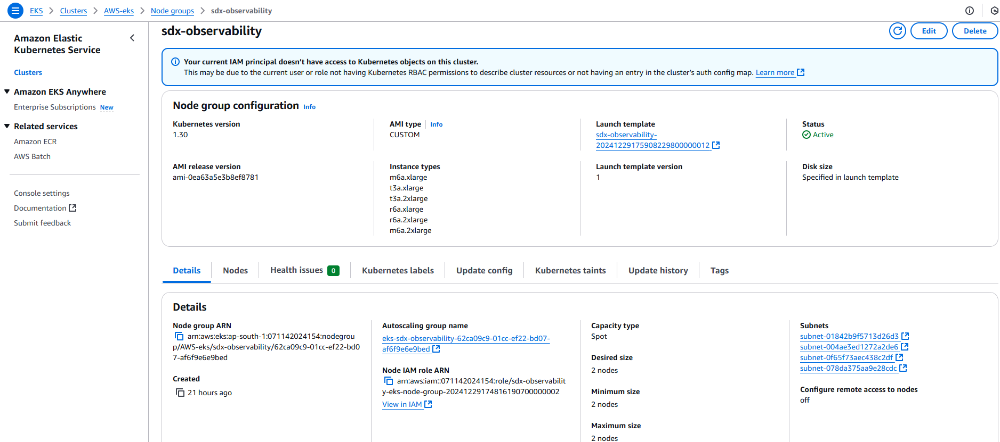 EKS > Clusters > AWS-eks > Node groups > sdx-observability
Amazon Elastic
Kubernetes Service
Clusters
Amazon EKS Anywhere
Enterprise Subscriptions New
Related services
Amazon ECR
AWS Batch
Console settings
Documentation
Submit feedback
sdx-observability
Edit
Delete
Your current IAM principal doesn’t have access to Kubernetes objects on this cluster.
This may be due to the current user or role not having Kubernetes RBAC permissions to describe cluster resources or not having an entry in the cluster’s auth config map. Learn more
Node group configuration Info
Kubernetes version
1.30
AMI type Info
CUSTOM
Launch template
sdx-observability-
20241229175908229800000012
Status
Active
AMI release version
ami-0ea63a5e3b8ef8781
Instance types
m6a.xlarge
t3a.xlarge
t3a.2xlarge
r6a.xlarge
r6a.2xlarge
m6a.2xlarge
Launch template version
1
Disk size
Specified in launch template
Details
Nodes
Health issues 0
Kubernetes labels
Update config
Kubernetes taints
Update history
Tags
Details
Node group ARN
arn:aws:eks:ap-south-1:071142024154:nodegrou
p/AWS-eks/sdx-observability/62ca09c9-01cc-ef22-bd0
7-af6f9e6e9bed
Created
21 hours ago
Autoscaling group name
eks-sdx-observability-62ca09c9-01cc-ef22-bd07-
af6f9e6e9bed
Node IAM role ARN
arn:aws:iam::071142024154:role/sdx-observabilit
y-eks-node-group-20241229174816190700000002
View in IAM
Capacity type
Spot
Desired size
2 nodes
Minimum size
2 nodes
Maximum size
2 nodes
Subnets
subnet-01842b9f5713d26d3
subnet-004ae3ed1272a2de6
subnet-0f65f73aec438c2df
subnet-078da375aa9e28cdc
Configure remote access to nodes
off